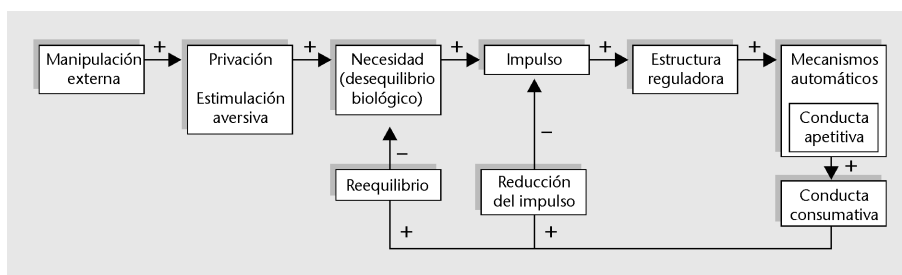 Manipulación
externa
+
Privación
Estimulación
aversiva
+
Necesidad
(desequilibrio
biológico)
+
Impulso
+
Estructura
reguladora
+
Mecanismos
automáticos
Conducta
apetitiva
+
Conducta
consumativa
–
Reequilibrio
+
–
Reducción
del impulso
+